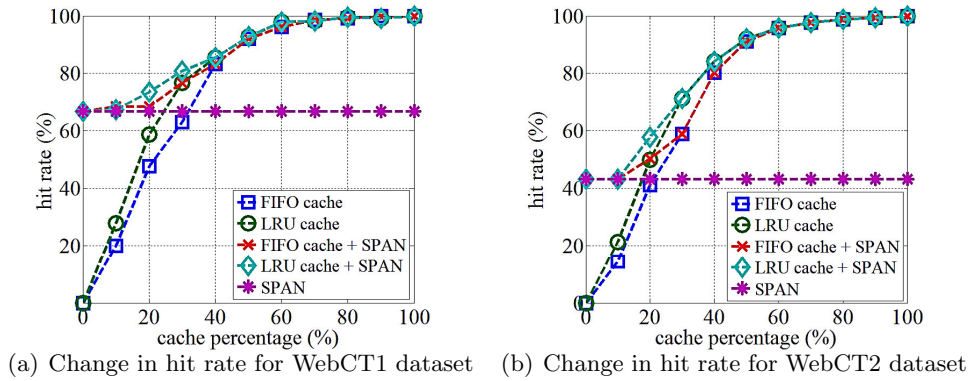 hit rate (%)
100
80
60
40
20
0
0 20 40 60 80 100
cache percentage (%)
FIFO cache
LRU cache
FIFO cache + SPAN
LRU cache + SPAN
SPAN
(a) Change in hit rate for WebCT1 dataset
hit rate (%)
100
80
60
40
20
0
0 20 40 60 80 100
cache percentage (%)
FIFO cache
LRU cache
FIFO cache + SPAN
LRU cache + SPAN
SPAN
(b) Change in hit rate for WebCT2 dataset